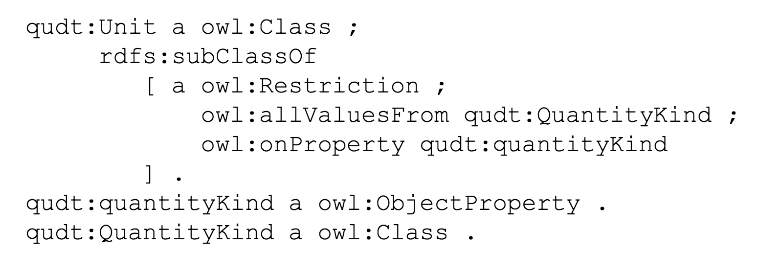 qudt:Unit a owl:Class ;
rdfs:subClassOf
[ a owl:Restriction ;
owl:allValuesFrom qudt:QuantityKind ;
owl:onProperty qudt:quantityKind
] .
qudt:quantityKind a owl:ObjectProperty .
qudt:QuantityKind a owl:Class .